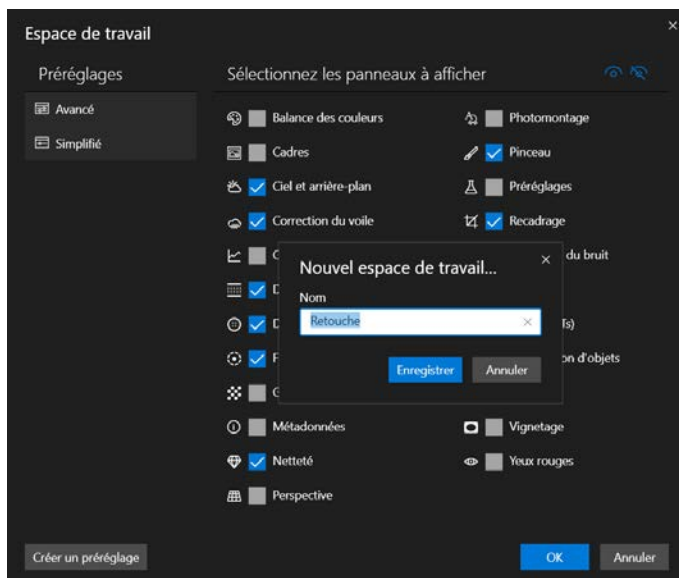 Espace de travail
Préréglages
Sélectionnez les panneaux à afficher
Avancé
Simplifié
Balance des couleurs
Photomontage
Cadres
Pinceau
Ciel et arrière-plan
Préréglages
Correction du voile
Recadrage
du bruit
Nouvel espace de travail...
Nom
Retouche
on d'objets
Enregistrer
Annuler
Métadonnées
Vignetage
Netteté
Yeux rouges
Perspective
Créer un préréglage
OK
Annuler